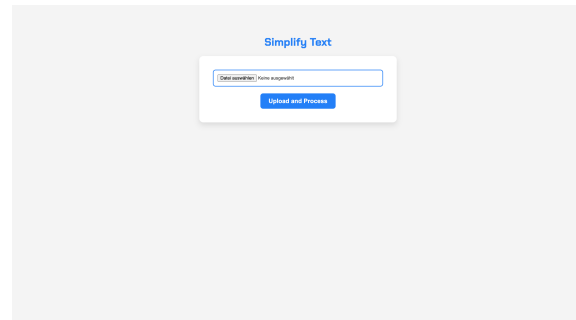 Simplify Text
Datei auswählen Keine ausgewählt
Upload and Process